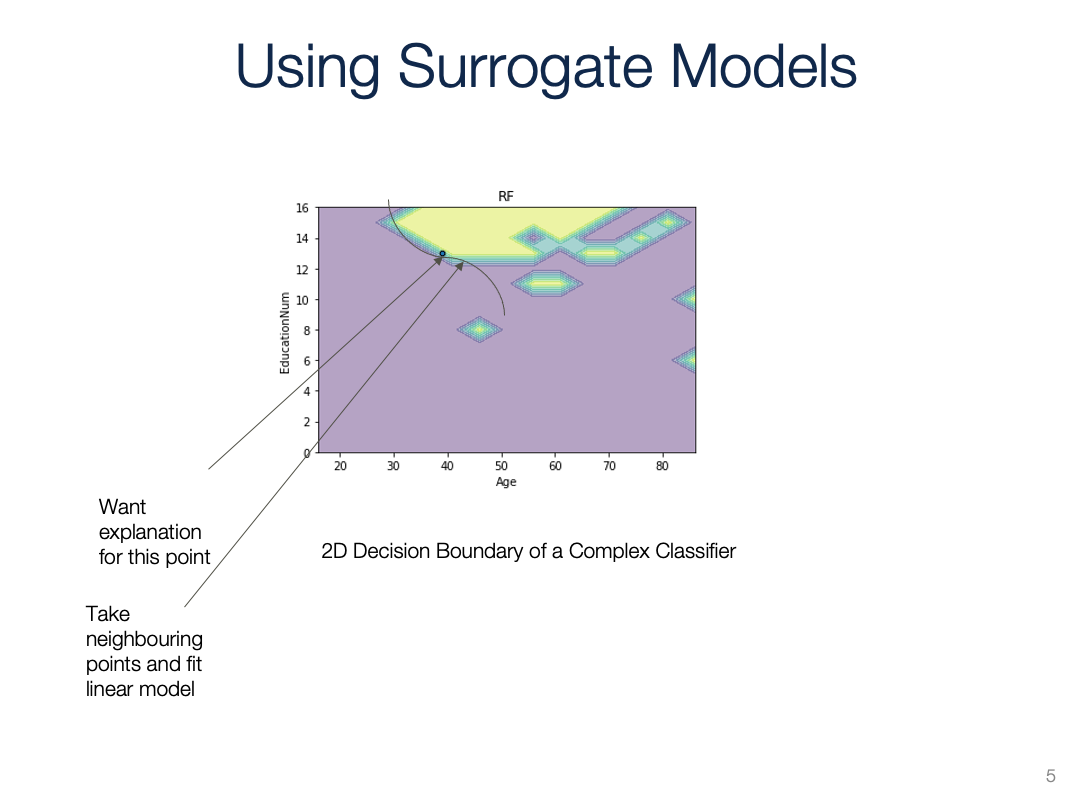 Using Surrogate Models
RF
16
14
12
10
8
6
4
2
0
EducationNum
20 30 40 50 60 70 80
Age
Want
explanation
for this point
2D Decision Boundary of a Complex Classifier
Take
neighbouring
points and fit
linear model
5